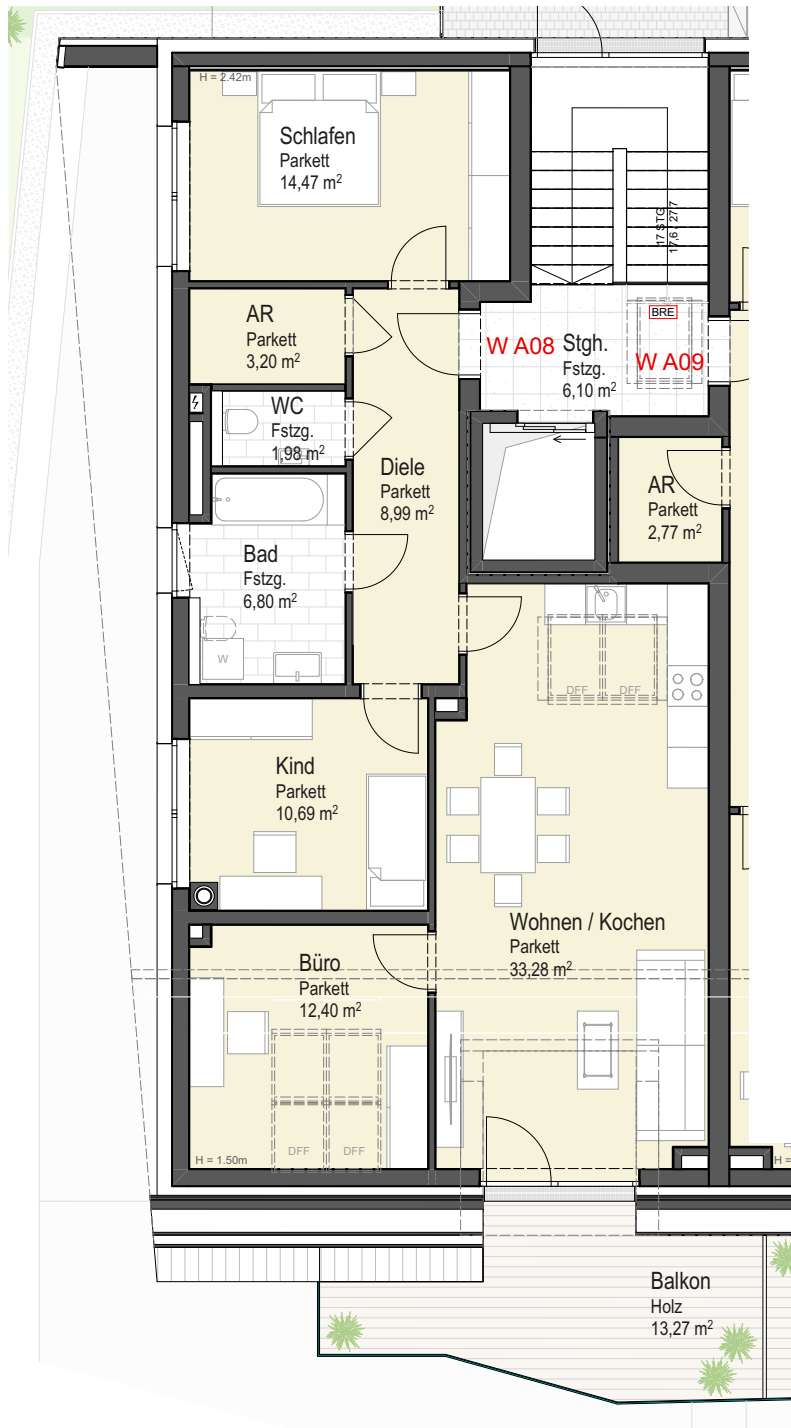 H = 2.42m
Schlafen
Parkett
14,47 m²
17 STG
17,6 / 27,7
AR
Parkett
3,20 m²
BRE
W A08
Stgh.
Fstzg.
6,10 m²
W A09
WC
Fstzg.
1,98 m²
Diele
Parkett
8,99 m²
AR
Parkett
2,77 m²
Bad
Fstzg.
6,80 m²
W
DFF
DFF
Kind
Parkett
10,69 m²
Wohnen / Kochen
Parkett
33,28 m²
Büro
Parkett
12,40 m²
DFF
DFF
H = 1.50m
H =
Balkon
Holz
13,27 m²